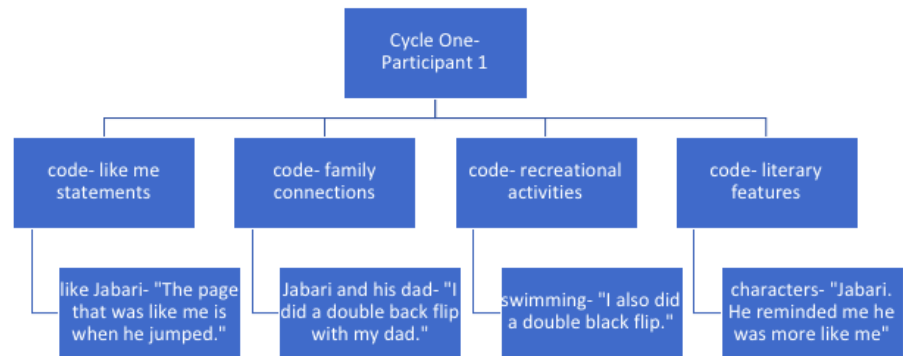 Cycle One-
Participant 1
code- like me
statements
code- family
connections
code- recreational
activities
code- literary
features
like Jabari- "The page
that was like me is
when he jumped."
Jabari and his dad- "I
did a double back flip
with my dad."
swimming- "I also did
a double black flip."
characters- "Jabari.
He reminded me he
was more like me"